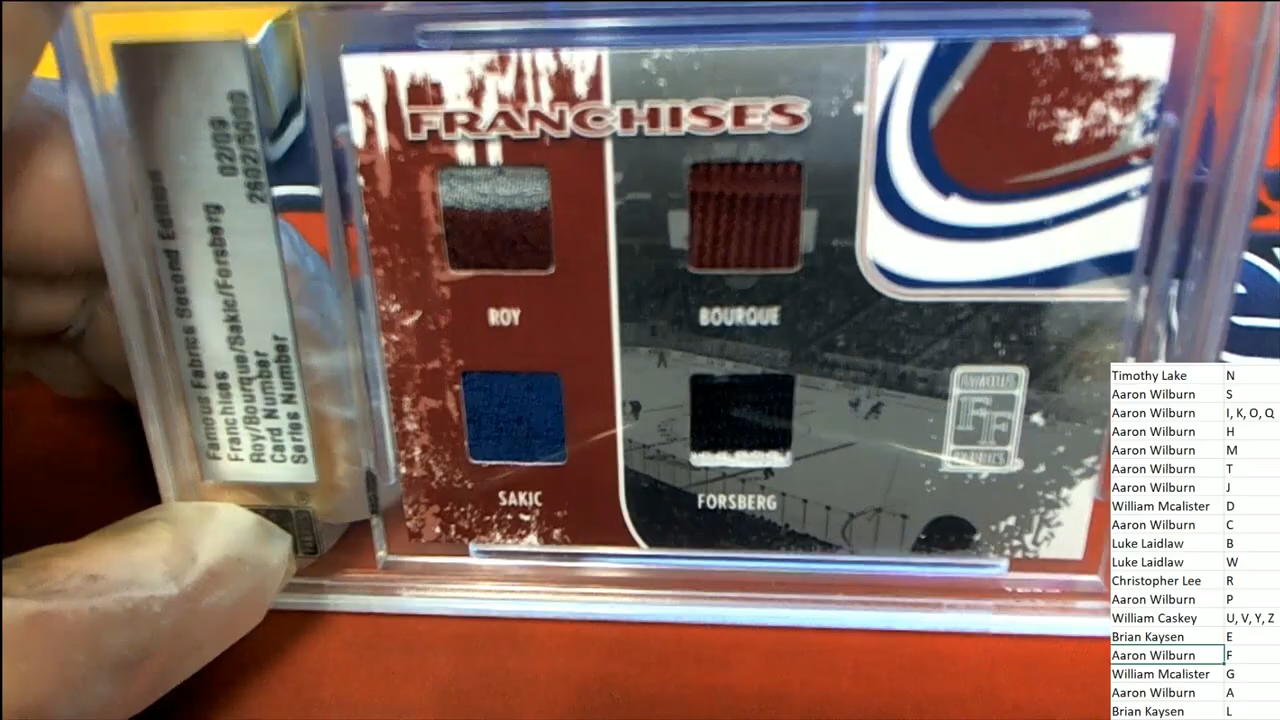 Famous Fabrics Second Edition
Franchises
Roy/Bourque/Sakic/Forsberg
Card Number 02/09
Series Number 2602/5000
FRANCHISES
ROY
BOURQUE
SAKIC
FORSBERG
FF
Timothy Lake N
Aaron Wilburn S
Aaron Wilburn I, K, O, Q
Aaron Wilburn H
Aaron Wilburn M
Aaron Wilburn T
Aaron Wilburn J
William Mcalister D
Aaron Wilburn C
Luke Laidlaw B
Luke Laidlaw W
Christopher Lee R
Aaron Wilburn P
William Caskey U, V, Y, Z
Brian Kaysen E
Aaron Wilburn F
William Mcalister G
Aaron Wilburn A
Brian Kaysen L